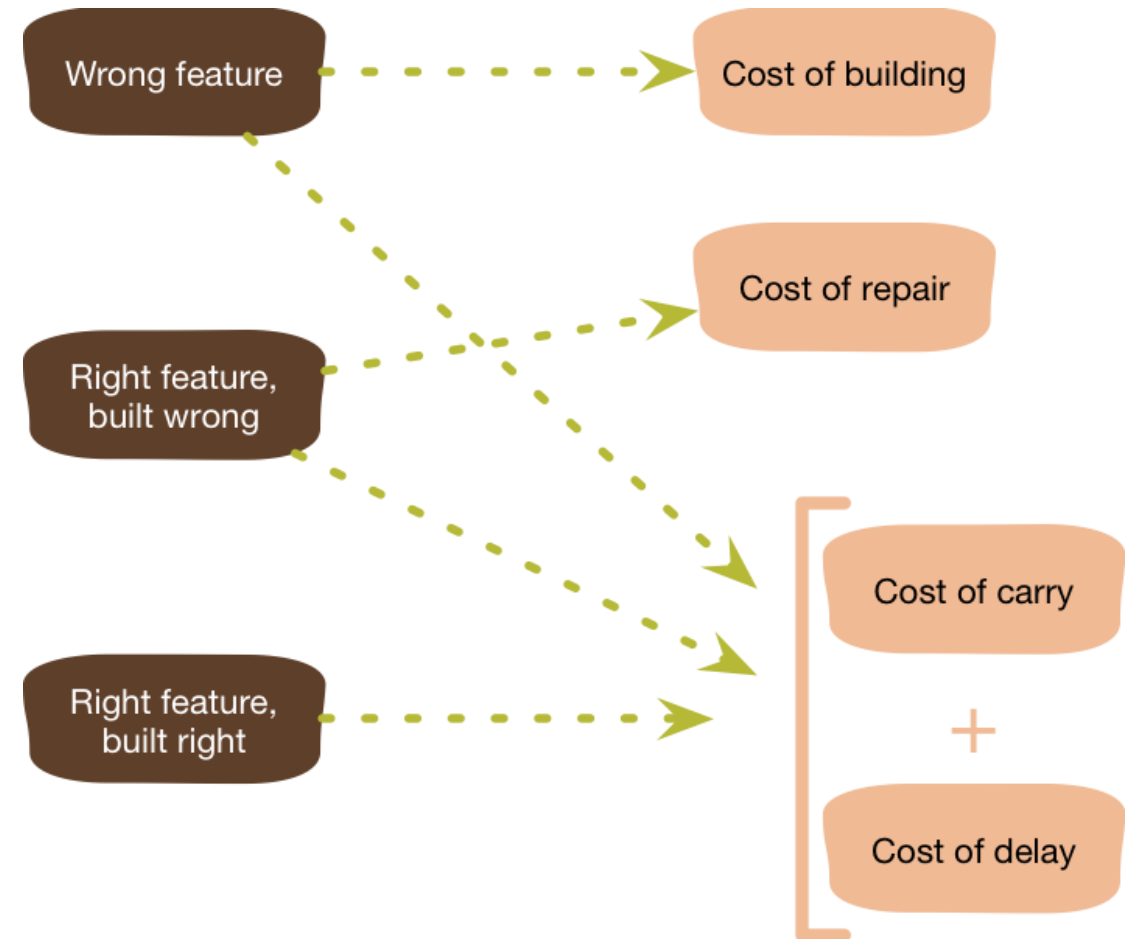 Wrong feature
Cost of building
Cost of repair
Right feature,
built wrong
Cost of carry
Right feature,
built right
+
Cost of delay